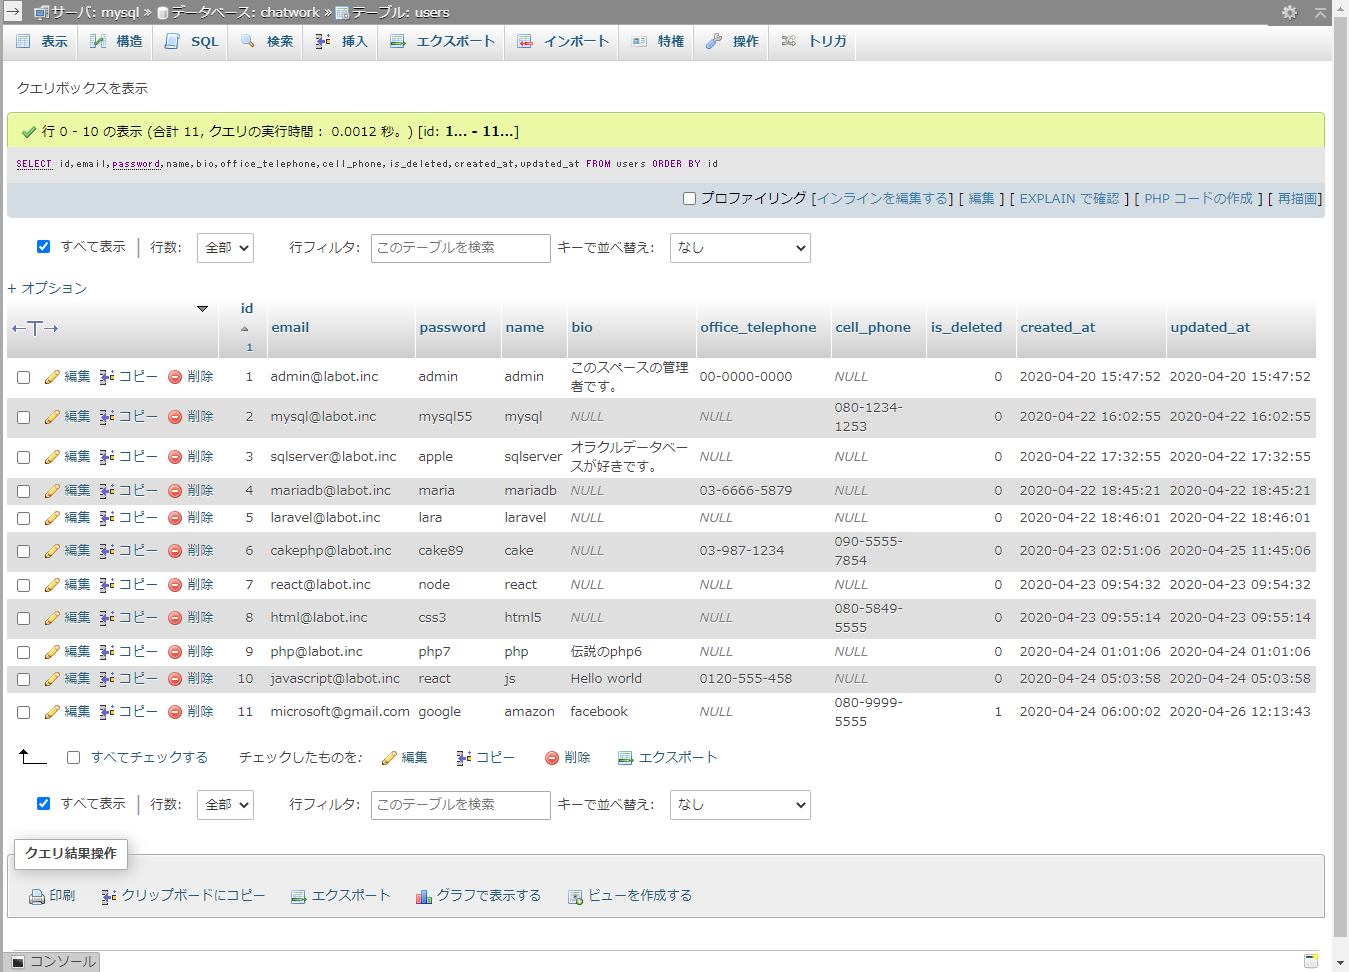 サーバ: mysql » データベース: chatwork » テーブル: users
表示 構造 SQL 検索 挿入 エクスポート インポート 特権 操作 トリガ
クエリボックスを表示
行 0 - 10 の表示 (合計 11, クエリの実行時間： 0.0012 秒。) [id: 1... - 11...]
SELECT id,email,password,name,bio,office_telephone,cell_phone,is_deleted,created_at,updated_at FROM users ORDER BY id
プロファイリング [インラインを編集する] [ 編集 ] [ EXPLAIN で確認 ] [ PHP コードの作成 ] [ 再描画]
すべて表示 | 行数: 全部 行フィルタ: このテーブルを検索 キーで並べ替え: なし
+ オプション
←T→ id 1 email password name bio office_telephone cell_phone is_deleted created_at updated_at
編集 コピー 削除 1 admin@labot.inc admin admin このスペースの管理者です。 00-0000-0000 NULL 0 2020-04-20 15:47:52 2020-04-20 15:47:52
編集 コピー 削除 2 mysql@labot.inc mysql55 mysql NULL NULL 080-1234-1253 0 2020-04-22 16:02:55 2020-04-22 16:02:55
編集 コピー 削除 3 sqlserver@labot.inc apple sqlserver オラクルデータベースが好きです。 NULL NULL 0 2020-04-22 17:32:55 2020-04-22 17:32:55
編集 コピー 削除 4 mariadb@labot.inc maria mariadb NULL 03-6666-5879 NULL 0 2020-04-22 18:45:21 2020-04-22 18:45:21
編集 コピー 削除 5 laravel@labot.inc lara laravel NULL NULL NULL 0 2020-04-22 18:46:01 2020-04-22 18:46:01
編集 コピー 削除 6 cakephp@labot.inc cake89 cake NULL 03-987-1234 090-5555-7854 0 2020-04-23 02:51:06 2020-04-25 11:45:06
編集 コピー 削除 7 react@labot.inc node react NULL NULL NULL 0 2020-04-23 09:54:32 2020-04-23 09:54:32
編集 コピー 削除 8 html@labot.inc css3 html5 NULL NULL 080-5849-5555 0 2020-04-23 09:55:14 2020-04-23 09:55:14
編集 コピー 削除 9 php@labot.inc php7 php 伝説のphp6 NULL NULL 0 2020-04-24 01:01:06 2020-04-24 01:01:06
編集 コピー 削除 10 javascript@labot.inc react js Hello world 0120-555-458 NULL 0 2020-04-24 05:03:58 2020-04-24 05:03:58
編集 コピー 削除 11 microsoft@gmail.com google amazon facebook NULL 080-9999-5555 1 2020-04-24 06:00:02 2020-04-26 12:13:43
すべてチェックする チェックしたものを: 編集 コピー 削除 エクスポート
すべて表示 | 行数: 全部 行フィルタ: このテーブルを検索 キーで並べ替え: なし
クエリ結果操作
印刷 クリップボードにコピー エクスポート グラフで表示する ビューを作成する
コンソール